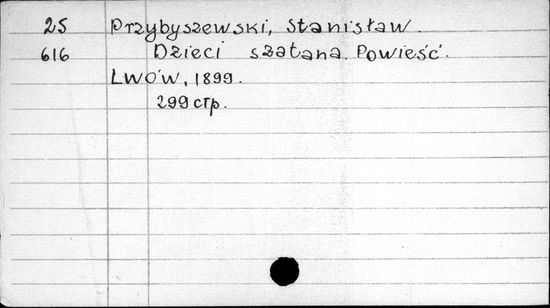 25 Przybyszewski, Stanisław.
616 Dzieci szatana. Powieść.
Lwów, 1899.
299 стр.